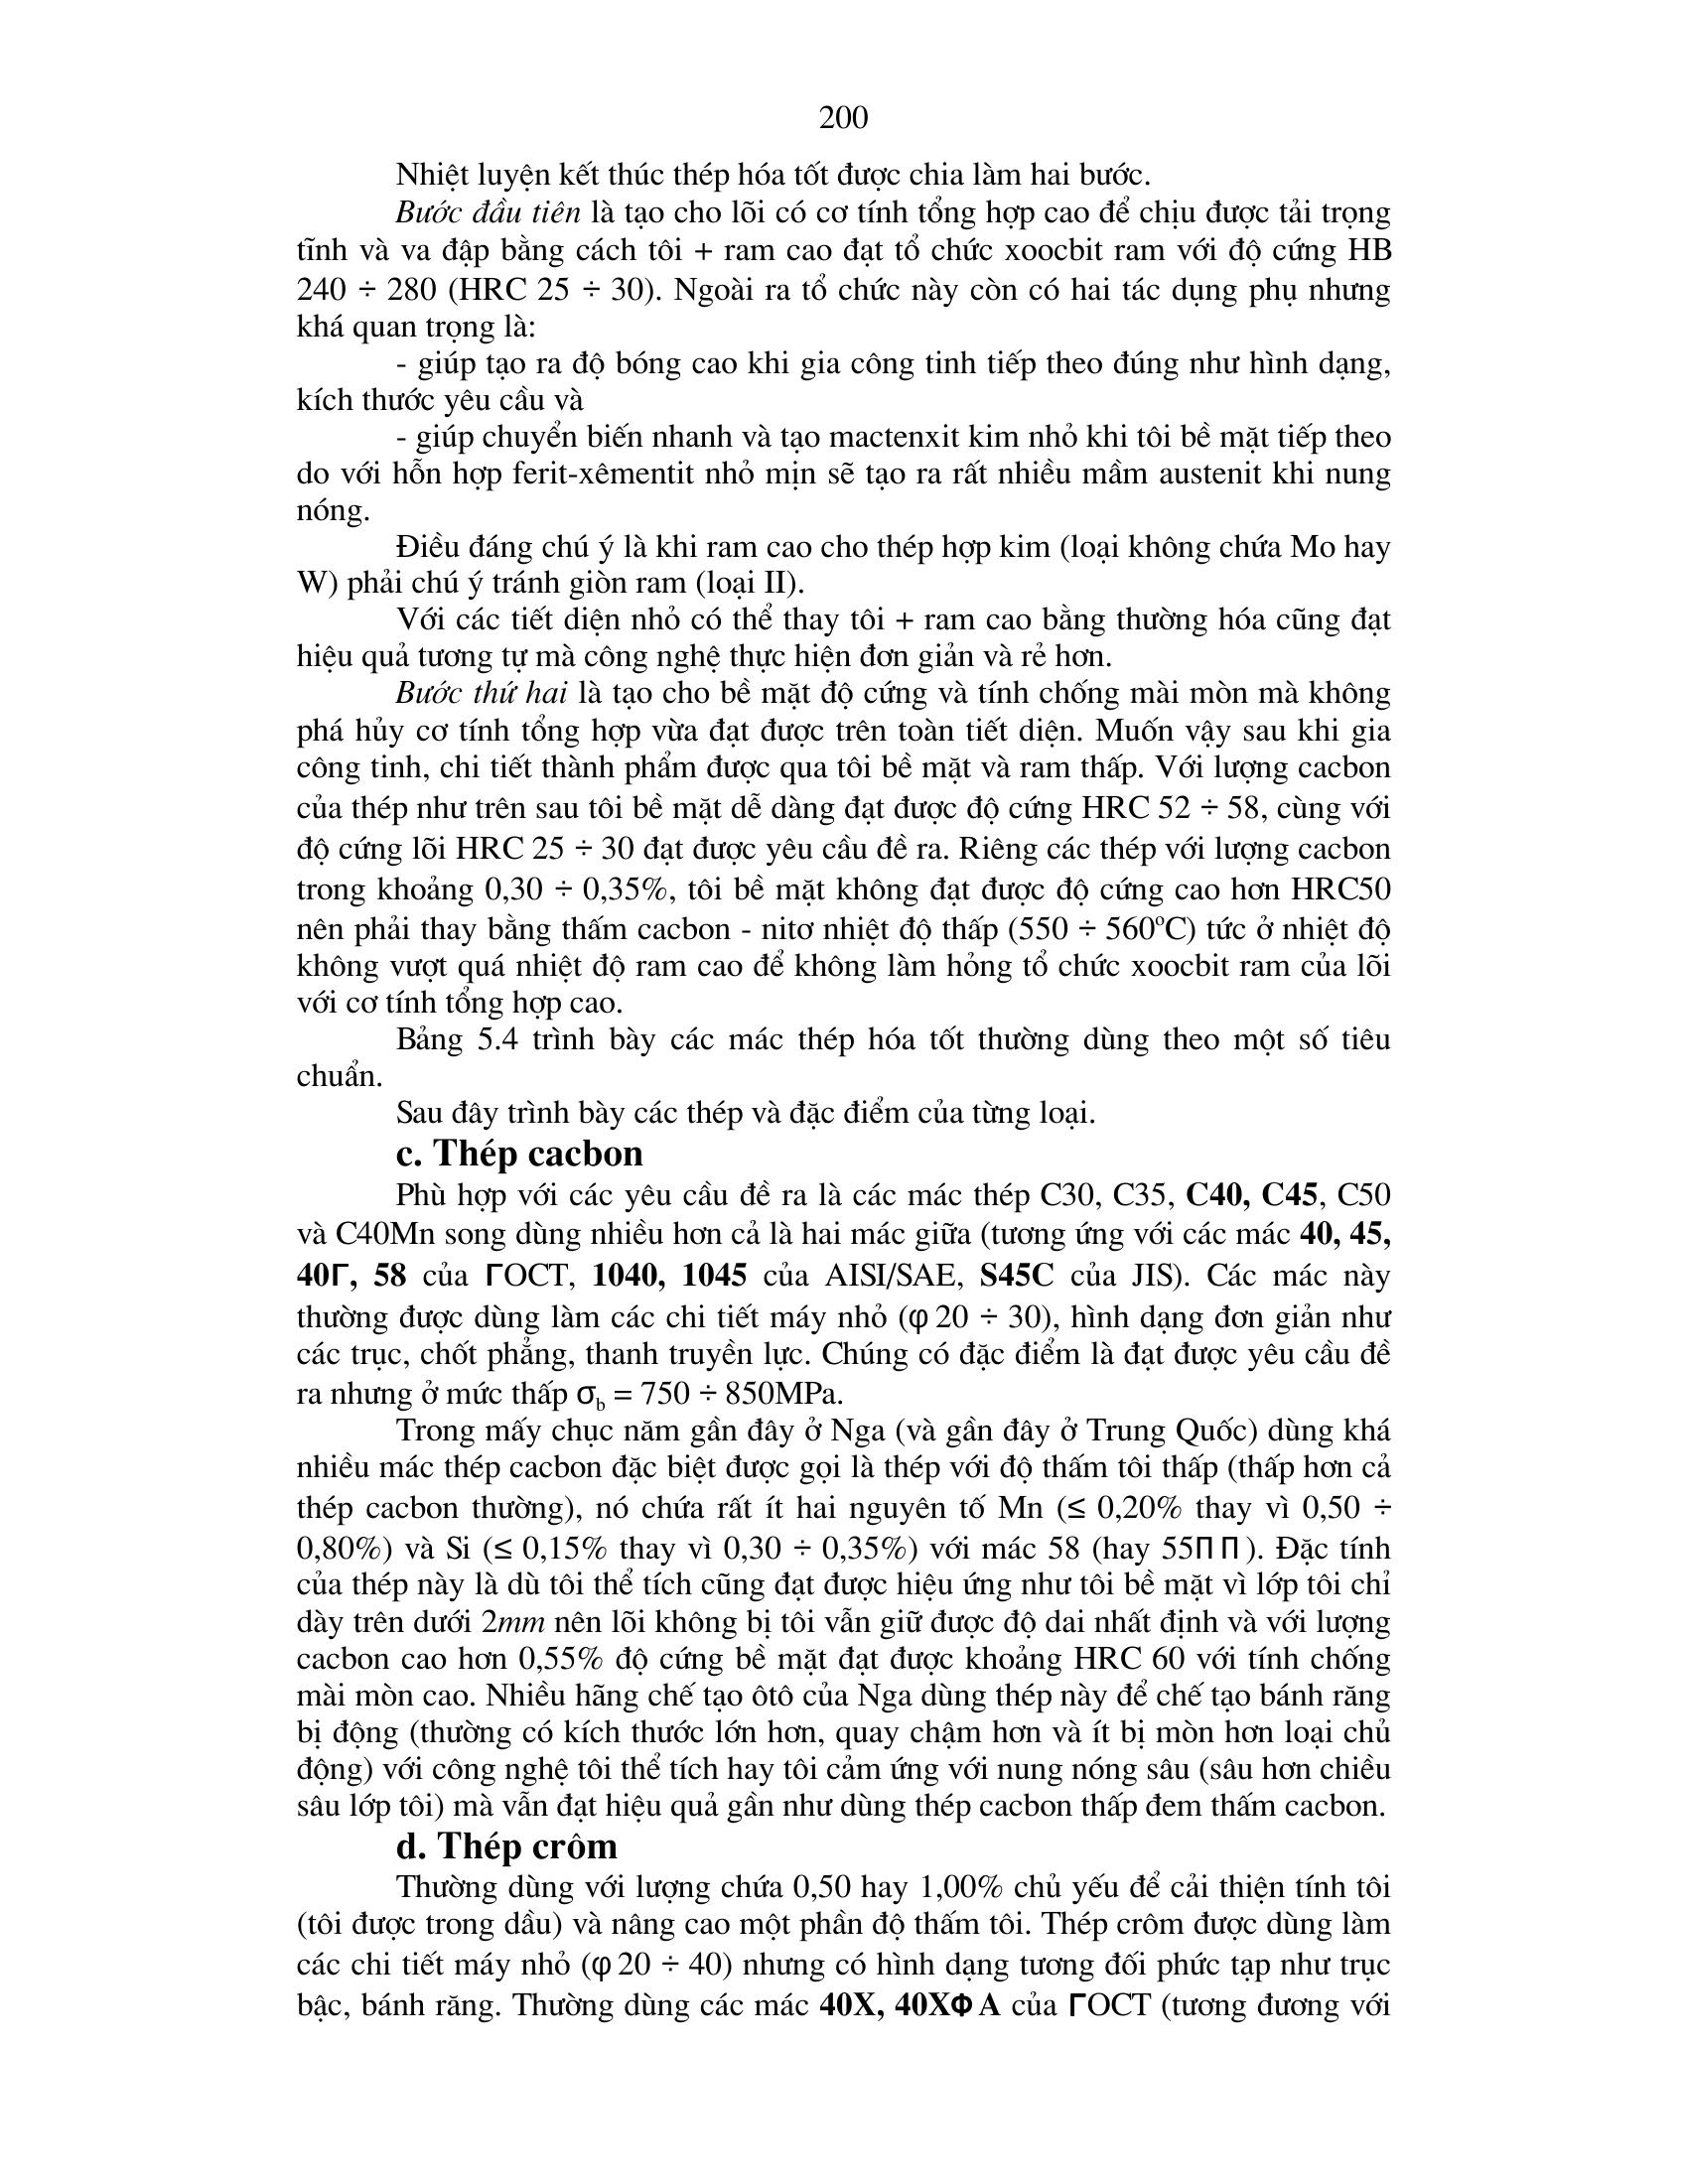 200
Nhiệt luyện kết thúc thép hóa tốt được chia làm hai bước.
Bước đầu tiên là tạo cho lõi có cơ tính tổng hợp cao để chịu được tải trọng
tĩnh và va đập bằng cách tôi + ram cao đạt tổ chức xoocbit ram với độ cứng HB
240 ÷ 280 (HRC 25 ÷ 30). Ngoài ra tổ chức này còn có hai tác dụng phụ nhưng
khá quan trọng là:
- giúp tạo ra độ bóng cao khi gia công tinh tiếp theo đúng như hình dạng,
kích thước yêu cầu và
- giúp chuyển biến nhanh và tạo mactenxit kim nhỏ khi tôi bề mặt tiếp theo
do với hỗn hợp ferit-xêmentit nhỏ mịn sẽ tạo ra rất nhiều mầm austenit khi nung
nóng.
Điều đáng chú ý là khi ram cao cho thép hợp kim (loại không chứa Mo hay
W) phải chú ý tránh giòn ram (loại II).
Với các tiết diện nhỏ có thể thay tôi + ram cao bằng thường hóa cũng đạt
hiệu quả tương tự mà công nghệ thực hiện đơn giản và rẻ hơn.
Bước thứ hai là tạo cho bề mặt độ cứng và tính chống mài mòn mà không
phá hủy cơ tính tổng hợp vừa đạt được trên toàn tiết diện. Muốn vậy sau khi gia
công tinh, chi tiết thành phẩm được qua tôi bề mặt và ram thấp. Với lượng cacbon
của thép như trên sau tôi bề mặt dễ dàng đạt được độ cứng HRC 52 ÷ 58, cùng với
độ cứng lõi HRC 25 ÷ 30 đạt được yêu cầu đề ra. Riêng các thép với lượng cacbon
trong khoảng 0,30 ÷ 0,35%, tôi bề mặt không đạt được độ cứng cao hơn HRC50
nên phải thay bằng thấm cacbon - nitơ nhiệt độ thấp (550 ÷ 560°C) tức ở nhiệt độ
không vượt quá nhiệt độ ram cao để không làm hỏng tổ chức xoocbit ram của lõi
với cơ tính tổng hợp cao.
Bảng 5.4 trình bày các mác thép hóa tốt thường dùng theo một số tiêu
chuẩn.
Sau đây trình bày các thép và đặc điểm của từng loại.
c. Thép cacbon
Phù hợp với các yêu cầu đề ra là các mác thép C30, C35, C40, C45, C50
và C40Mn song dùng nhiều hơn cả là hai mác giữa (tương ứng với các mác 40, 45,
40Γ, 58 của ΓOCT, 1040, 1045 của AISI/SAE, S45C của JIS). Các mác này
thường được dùng làm các chi tiết máy nhỏ (φ 20 ÷ 30), hình dạng đơn giản như
các trục, chốt phẳng, thanh truyền lực. Chúng có đặc điểm là đạt được yêu cầu đề
ra nhưng ở mức thấp σb = 750 ÷ 850MPa.
Trong mấy chục năm gần đây ở Nga (và gần đây ở Trung Quốc) dùng khá
nhiều mác thép cacbon đặc biệt được gọi là thép với độ thấm tôi thấp (thấp hơn cả
thép cacbon thường), nó chứa rất ít hai nguyên tố Mn (≤ 0,20% thay vì 0,50 ÷
0,80%) và Si (≤ 0,15% thay vì 0,30 ÷ 0,35%) với mác 58 (hay 55Π Π ). Đặc tính
của thép này là dù tôi thể tích cũng đạt được hiệu ứng như tôi bề mặt vì lớp tôi chỉ
dày trên dưới 2mm nên lõi không bị tôi vẫn giữ được độ dai nhất định và với lượng
cacbon cao hơn 0,55% độ cứng bề mặt đạt được khoảng HRC 60 với tính chống
mài mòn cao. Nhiều hãng chế tạo ôtô của Nga dùng thép này để chế tạo bánh răng
bị động (thường có kích thước lớn hơn, quay chậm hơn và ít bị mòn hơn loại chủ
động) với công nghệ tôi thể tích hay tôi cảm ứng với nung nóng sâu (sâu hơn chiều
sâu lớp tôi) mà vẫn đạt hiệu quả gần như dùng thép cacbon thấp đem thấm cacbon.
d. Thép crôm
Thường dùng với lượng chứa 0,50 hay 1,00% chủ yếu để cải thiện tính tôi
(tôi được trong dầu) và nâng cao một phần độ thấm tôi. Thép crôm được dùng làm
các chi tiết máy nhỏ (φ 20 ÷ 40) nhưng có hình dạng tương đối phức tạp như trục
bậc, bánh răng. Thường dùng các mác 40X, 40XΦ A của ΓOCT (tương đương với